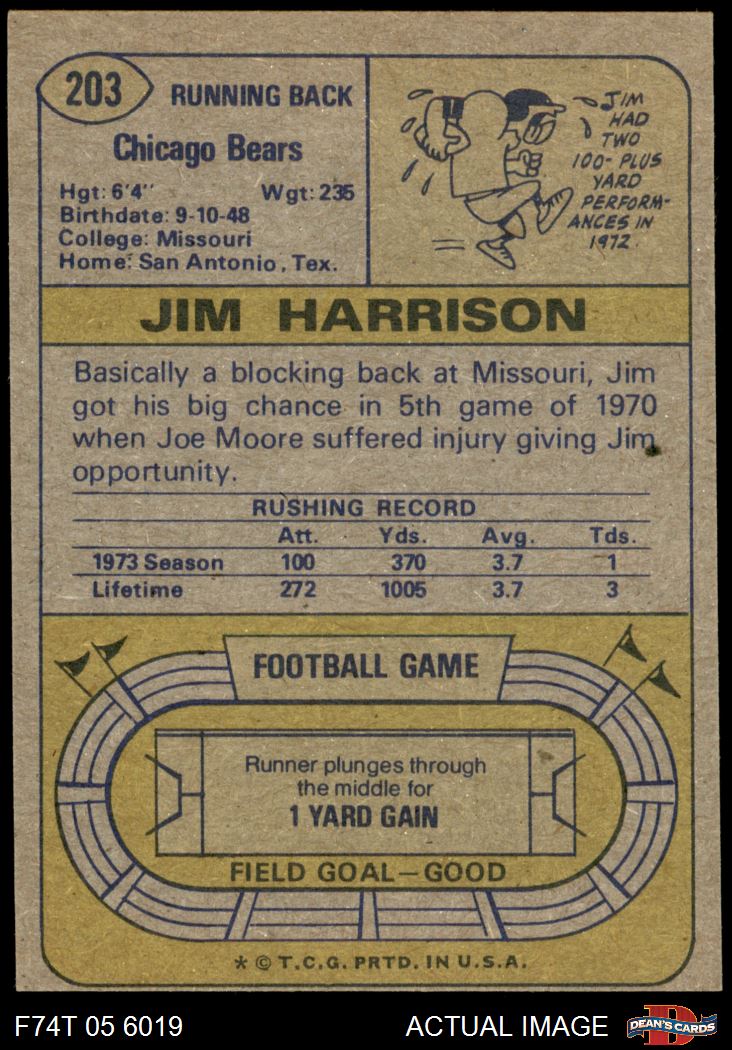 203
RUNNING BACK
Chicago Bears
Hgt: 6'4" Wgt: 235
Birthdate: 9-10-48
College: Missouri
Home: San Antonio, Tex.
JIM
HAD
TWO
100-PLUS
YARD
PERFORM-
ANCES IN
1972.
JIM HARRISON
Basically a blocking back at Missouri, Jim
got his big chance in 5th game of 1970
when Joe Moore suffered injury giving Jim
opportunity.
RUSHING RECORD
Att. Yds. Avg. Tds.
1973 Season 100 370 3.7 1
Lifetime 272 1005 3.7 3
FOOTBALL GAME
Runner plunges through
the middle for
1 YARD GAIN
FIELD GOAL—GOOD
* © T.C.G. PRTD. IN U.S.A.
F74T 05 6019 ACTUAL IMAGE
D
DEAN'S CARDS